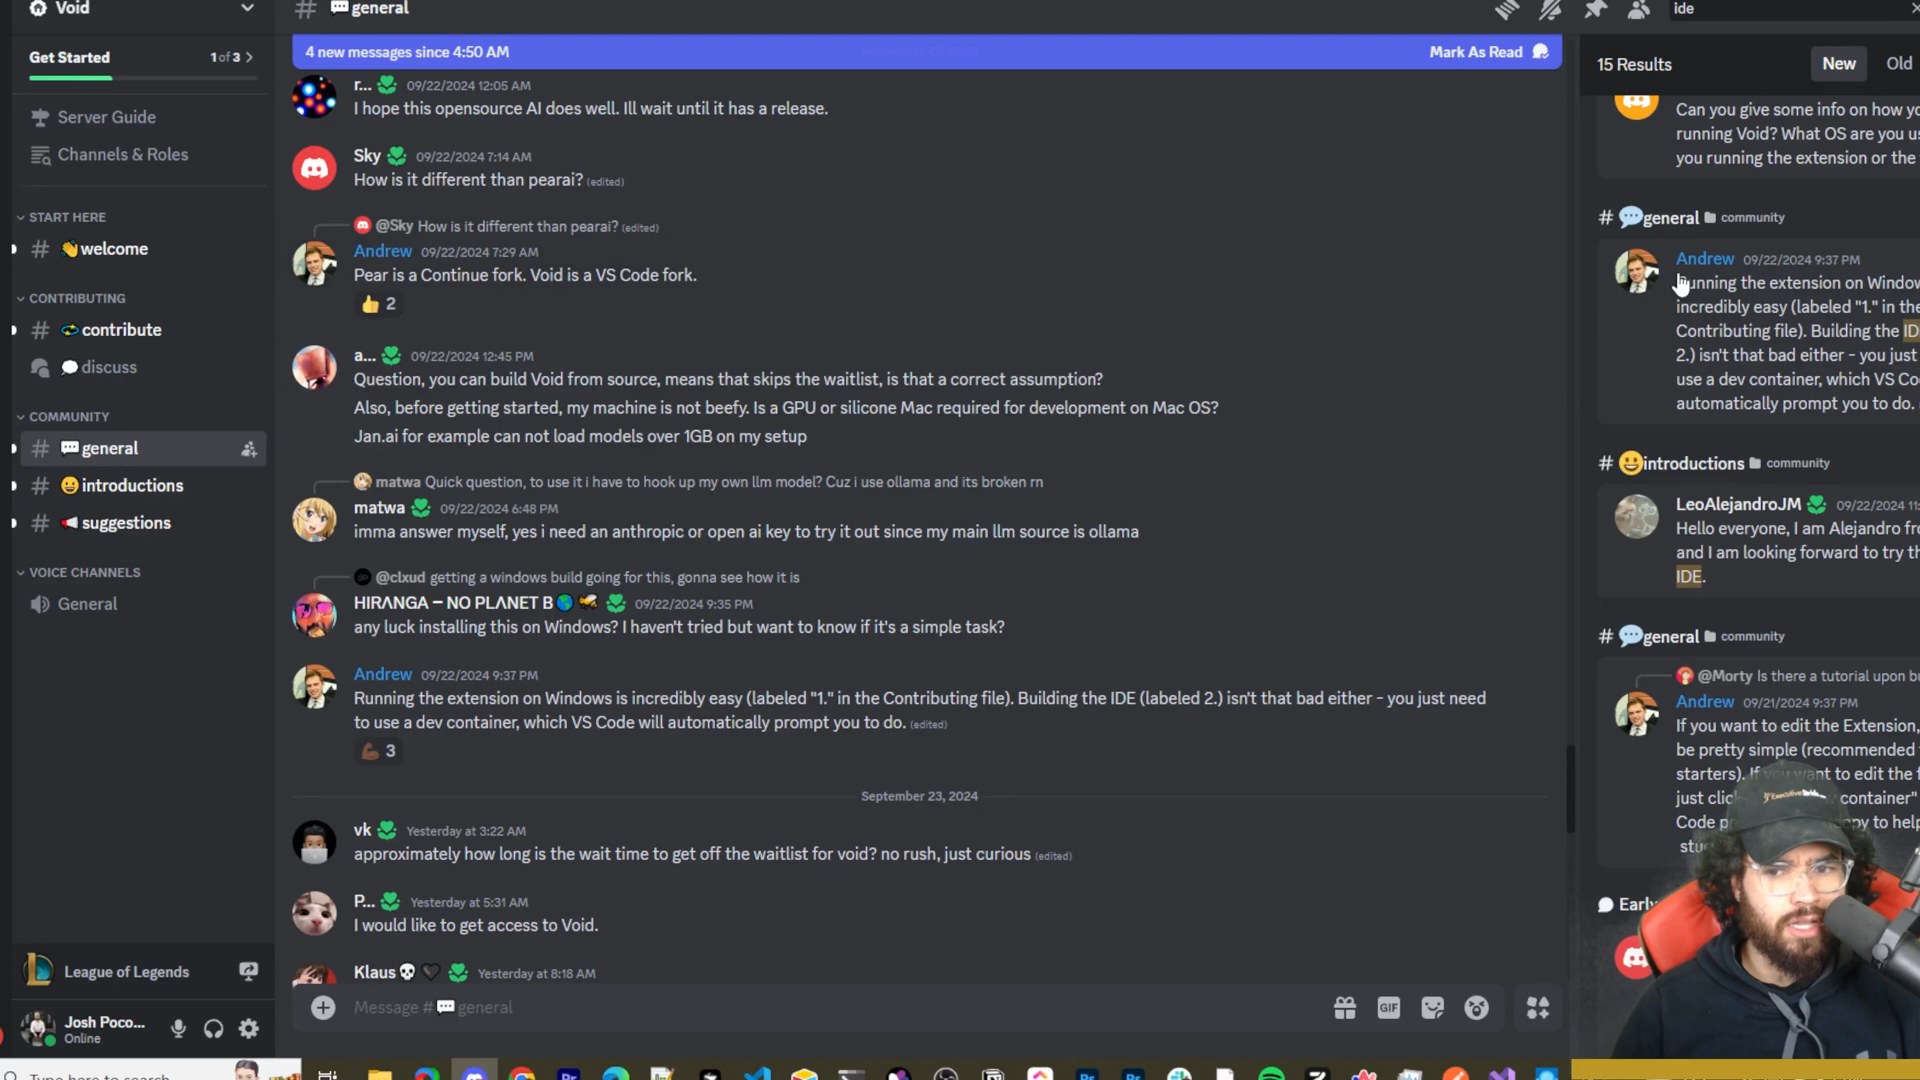 Void
Get Started
1 of 3
Server Guide
Channels & Roles
START HERE
# 👋welcome
CONTRIBUTING
# contribute
discuss
COMMUNITY
# general
# introductions
# suggestions
VOICE CHANNELS
General
League of Legends
Josh Poco...
Online
# general
4 new messages since 4:50 AM
Mark As Read
r... 09/22/2024 12:05 AM
I hope this opensource AI does well. Ill wait until it has a release.
Sky 09/22/2024 7:14 AM
How is it different than pearai? (edited)
@Sky How is it different than pearai? (edited)
Andrew 09/22/2024 7:29 AM
Pear is a Continue fork. Void is a VS Code fork.
👍 2
a... 09/22/2024 12:45 PM
Question, you can build Void from source, means that skips the waitlist, is that a correct assumption?
Also, before getting started, my machine is not beefy. Is a GPU or silicone Mac required for development on Mac OS?
Jan.ai for example can not load models over 1GB on my setup
matwa Quick question, to use it i have to hook up my own llm model? Cuz i use ollama and its broken rn
matwa 09/22/2024 6:48 PM
imma answer myself, yes i need an anthropic or open ai key to try it out since my main llm source is ollama
@clxud getting a windows build going for this, gonna see how it is
HIRΛNGA – NO PLΛNET B 09/22/2024 9:35 PM
any luck installing this on Windows? I haven't tried but want to know if it's a simple task?
Andrew 09/22/2024 9:37 PM
Running the extension on Windows is incredibly easy (labeled "1." in the Contributing file). Building the IDE (labeled 2.) isn't that bad either - you just need
to use a dev container, which VS Code will automatically prompt you to do. (edited)
3
September 23, 2024
vk Yesterday at 3:22 AM
approximately how long is the wait time to get off the waitlist for void? no rush, just curious (edited)
P... Yesterday at 5:31 AM
I would like to get access to Void.
Klaus Yesterday at 8:18 AM
Message # general
GIF
ide
15 Results
New
Old
Can you give some info on how yo
running Void? What OS are you us
you running the extension or the
# general community
Andrew 09/22/2024 9:37 PM
Running the extension on Window
incredibly easy (labeled "1." in the
Contributing file). Building the ID
2.) isn't that bad either - you just
use a dev container, which VS Co
automatically prompt you to do.
# introductions community
LeoAlejandroJM 09/22/2024 11:
Hello everyone, I am Alejandro fro
and I am looking forward to try th
IDE.
# general community
@Morty Is there a tutorial upon bu
Andrew 09/21/2024 9:37 PM
If you want to edit the Extension,
be pretty simple (recommended
starters). If you want to edit the f
just clic container"
Code p py to help
stu
Early
Type here to search